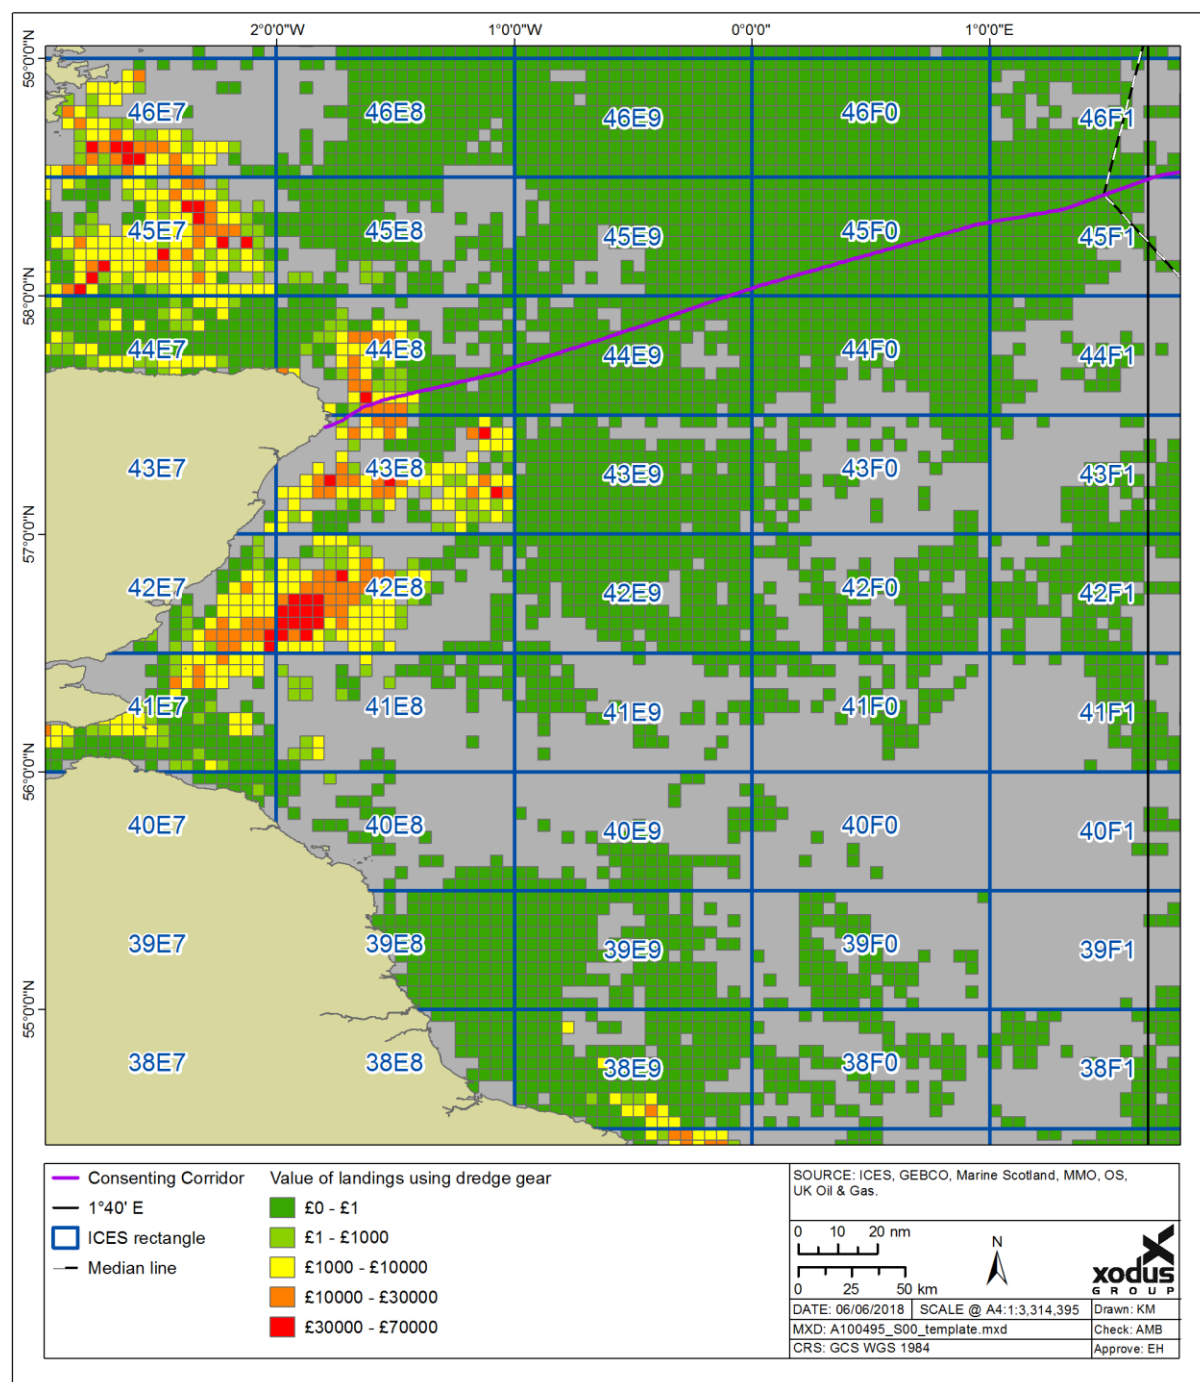 2°0'0"W 1°0'0"W 0°0'0" 1°0'0"E
59°0'0"N
58°0'0"N
57°0'0"N
56°0'0"N
55°0'0"N
46E7 46E8 46E9 46F0 46F1
45E7 45E8 45E9 45F0 45F1
44E7 44E8 44E9 44F0 44F1
43E7 43E8 43E9 43F0 43F1
42E7 42E8 42E9 42F0 42F1
41E7 41E8 41E9 41F0 41F1
40E7 40E8 40E9 40F0 40F1
39E7 39E8 39E9 39F0 39F1
38E7 38E8 38E9 38F0 38F1
Consenting Corridor
1°40' E
ICES rectangle
Median line
Value of landings using dredge gear
£0 - £1
£1 - £1000
£1000 - £10000
£10000 - £30000
£30000 - £70000
SOURCE: ICES, GEBCO, Marine Scotland, MMO, OS,
UK Oil & Gas.
0 10 20 nm
0 25 50 km
N
xodus
GROUP
DATE: 06/06/2018 SCALE @ A4:1:3,314,395 Drawn: KM
MXD: A100495_S00_template.mxd Check: AMB
CRS: GCS WGS 1984 Approve: EH